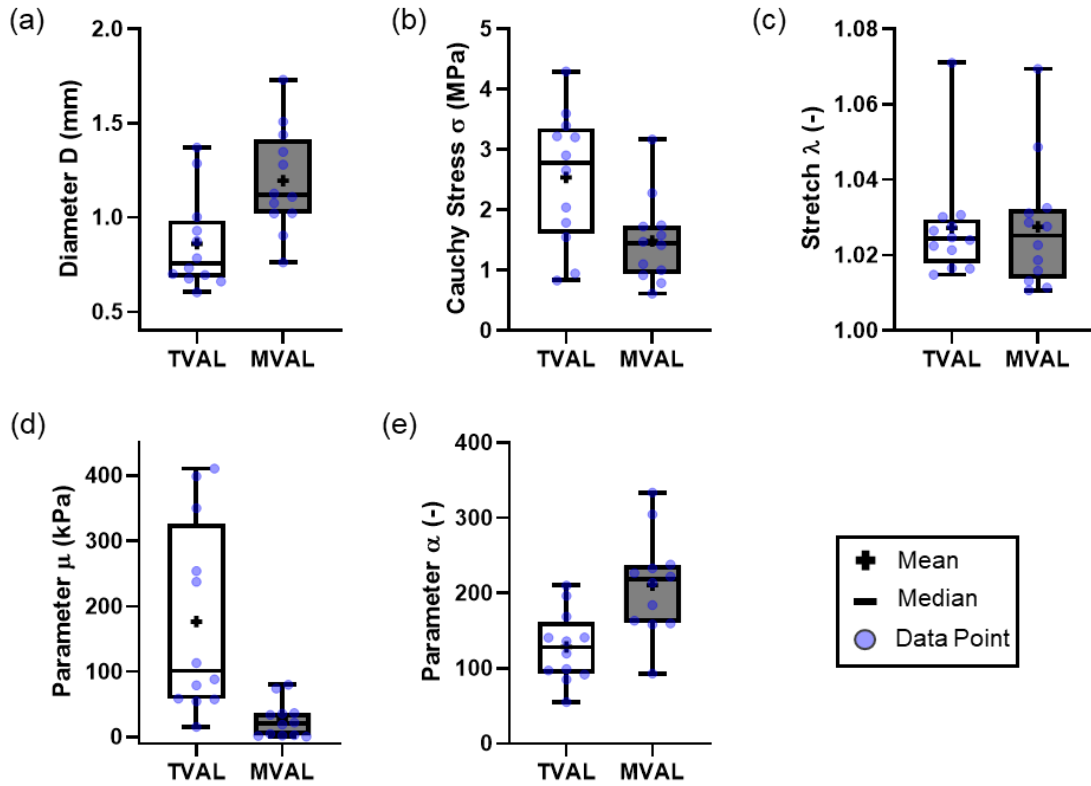 (a)
2.0
1.5
1.0
0.5
Diameter D (mm)
TVAL MVAL
(b)
5
4
3
2
1
0
Cauchy Stress σ (MPa)
TVAL MVAL
(c)
1.08
1.06
1.04
1.02
1.00
Stretch λ (-)
TVAL MVAL
(d)
400
300
200
100
0
Parameter μ (kPa)
TVAL MVAL
(e)
400
300
200
100
0
Parameter α (-)
TVAL MVAL
Mean
Median
Data Point